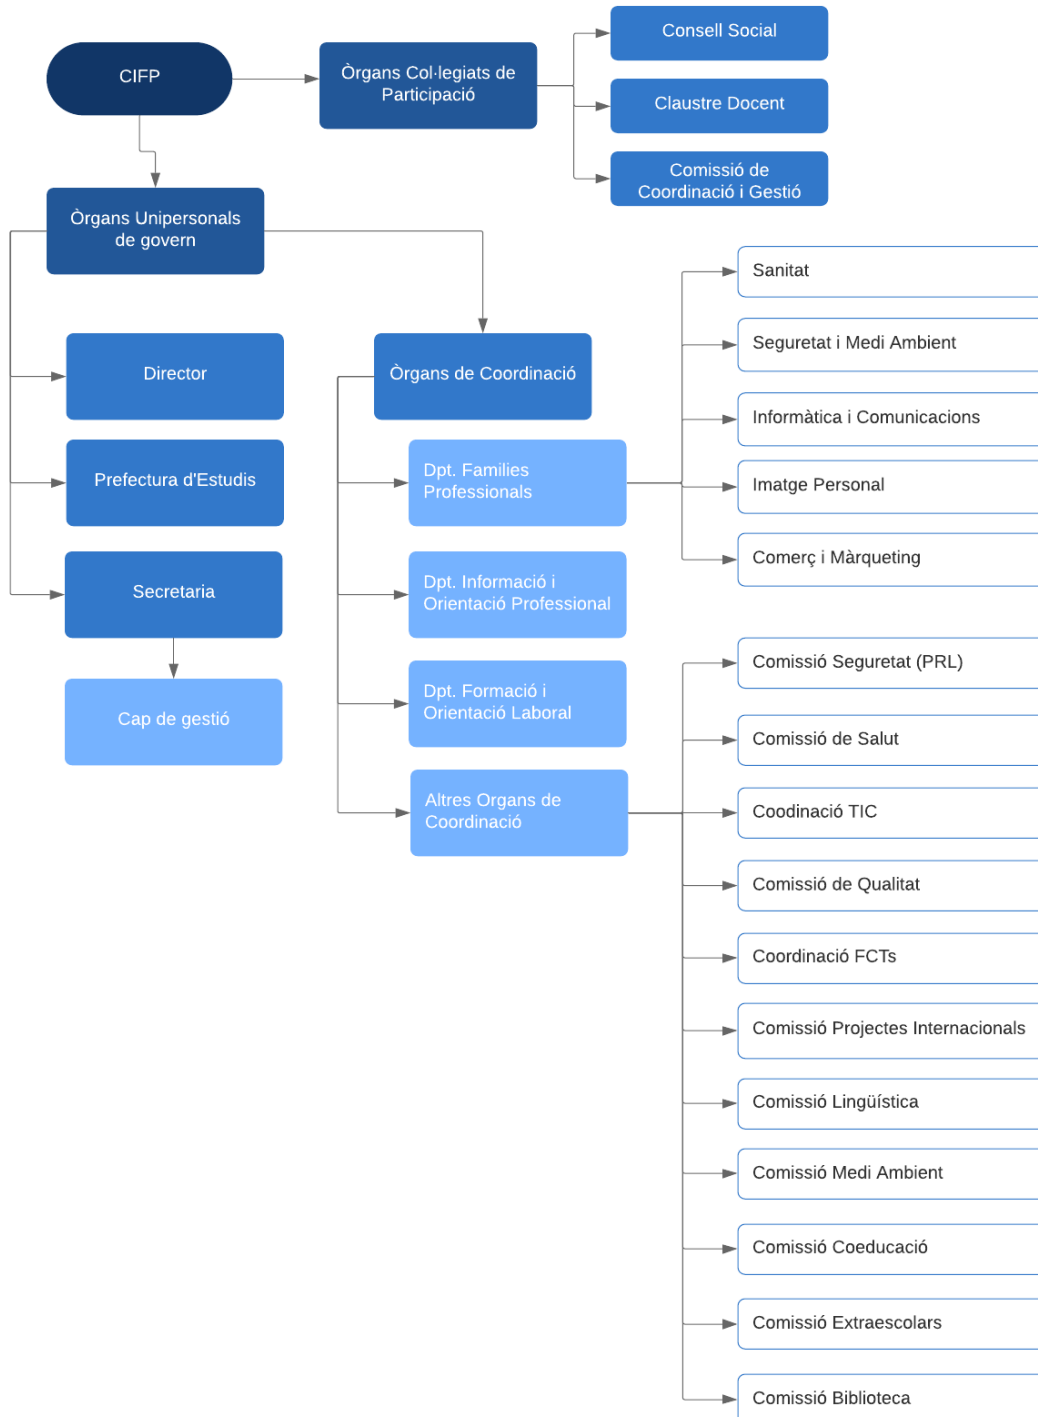 CIFP
Òrgans Col·legiats de
Participació
Consell Social
Claustre Docent
Comissió de
Coordinació i Gestió
Òrgans Unipersonals
de govern
Director
Prefectura d'Estudis
Secretaria
Cap de gestió
Òrgans de Coordinació
Dpt. Families
Professionals
Dpt. Informació i
Orientació Professional
Dpt. Formació i
Orientació Laboral
Altres Organs de
Coordinació
Sanitat
Seguretat i Medi Ambient
Informàtica i Comunicacions
Imatge Personal
Comerç i Màrqueting
Comissió Seguretat (PRL)
Comissió de Salut
Coodinació TIC
Comissió de Qualitat
Coordinació FCTs
Comissió Projectes Internacionals
Comissió Lingüística
Comissió Medi Ambient
Comissió Coeducació
Comissió Extraescolars
Comissió Biblioteca